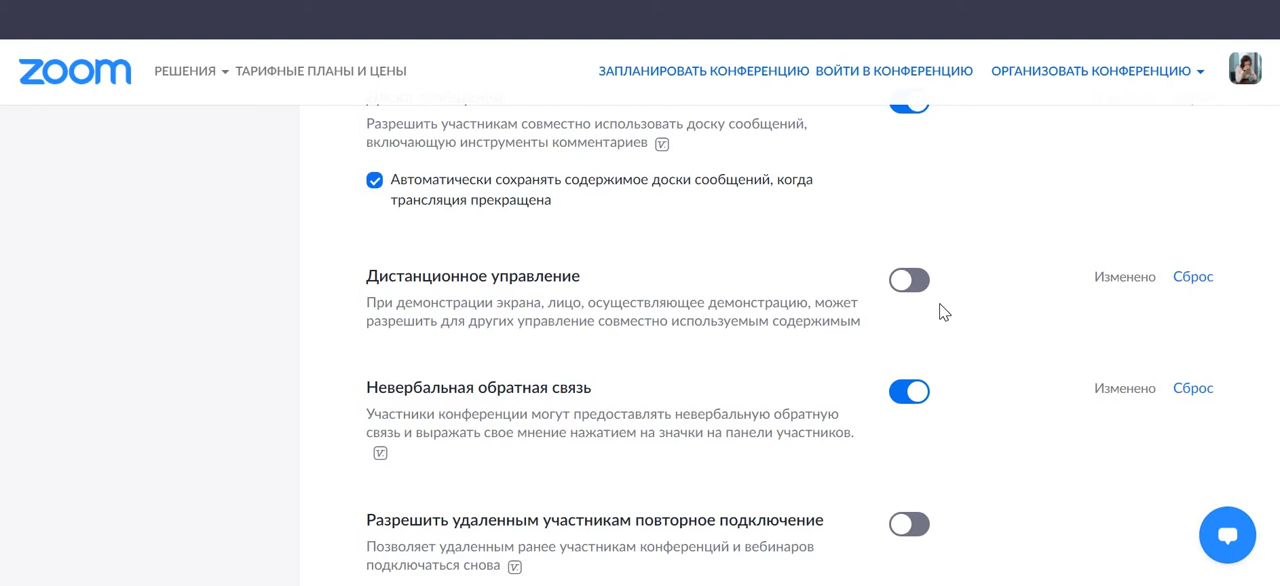 zoom
РЕШЕНИЯ ТАРИФНЫЕ ПЛАНЫ И ЦЕНЫ ЗАПЛАНИРОВАТЬ КОНФЕРЕНЦИЮ ВОЙТИ В КОНФЕРЕНЦИЮ ОРГАНИЗОВАТЬ КОНФЕРЕНЦИЮ
Разрешить участникам совместно использовать доску сообщений,
включающую инструменты комментариев
Автоматически сохранять содержимое доски сообщений, когда
трансляция прекращена
Дистанционное управление
Изменено Сброс
При демонстрации экрана, лицо, осуществляющее демонстрацию, может
разрешить для других управление совместно используемым содержимым
Невербальная обратная связь
Изменено Сброс
Участники конференции могут предоставлять невербальную обратную
связь и выражать свое мнение нажатием на значки на панели участников.
Разрешить удаленным участникам повторное подключение
Позволяет удаленным ранее участникам конференций и вебинаров
подключаться снова